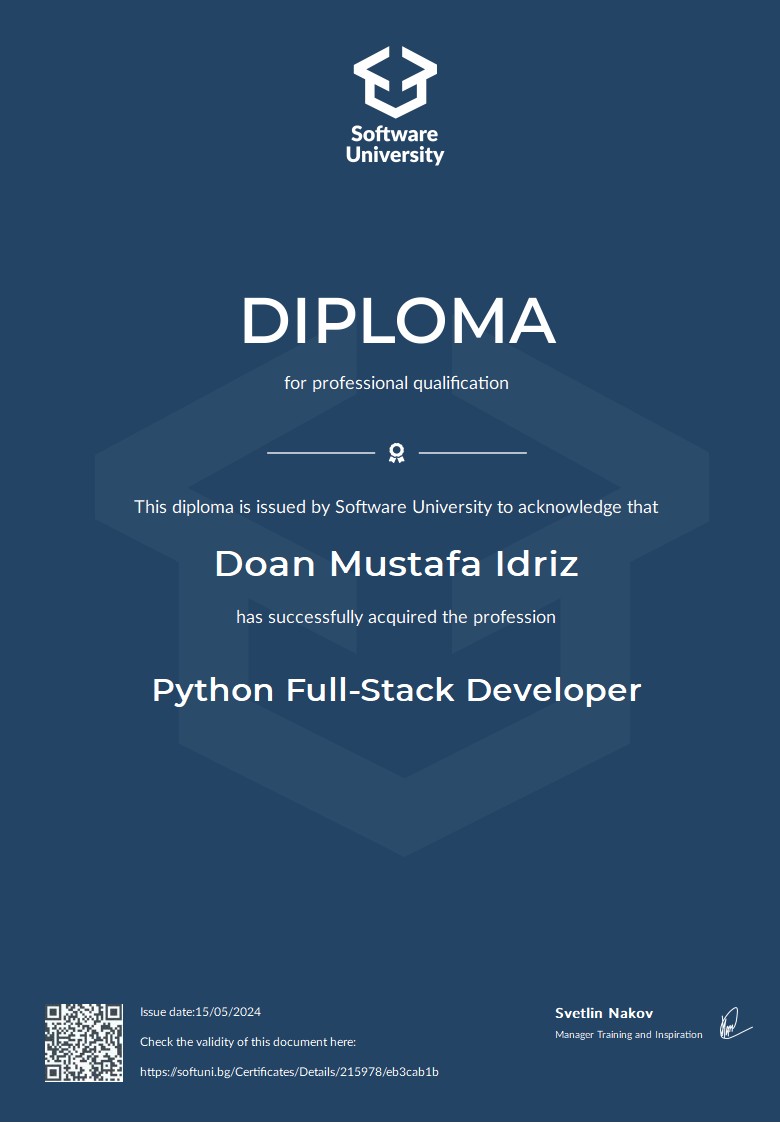 Software
University
DIPLOMA
for professional qualification
This diploma is issued by Software University to acknowledge that
Doan Mustafa Idriz
has successfully acquired the profession
Python Full-Stack Developer
Issue date:15/05/2024
Check the validity of this document here:
https://softuni.bg/Certificates/Details/215978/eb3cab1b
Svetlin Nakov
Manager Training and Inspiration